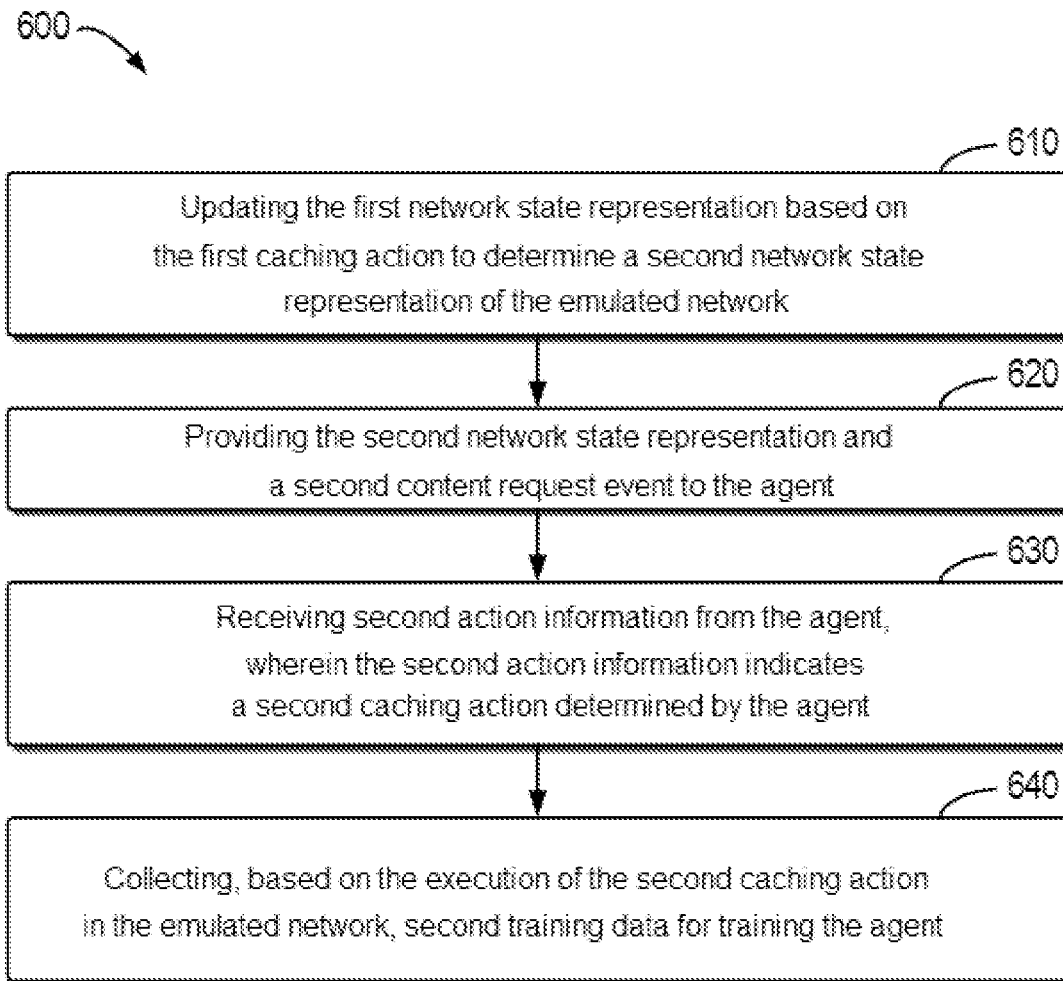 600
610
Updating the first network state representation based on
the first caching action to determine a second network state
representation of the emulated network
620
Providing the second network state representation and
a second content request event to the agent
630
Receiving second action information from the agent,
wherein the second action information indicates
a second caching action determined by the agent
640
Collecting, based on the execution of the second caching action
in the emulated network, second training data for training the agent